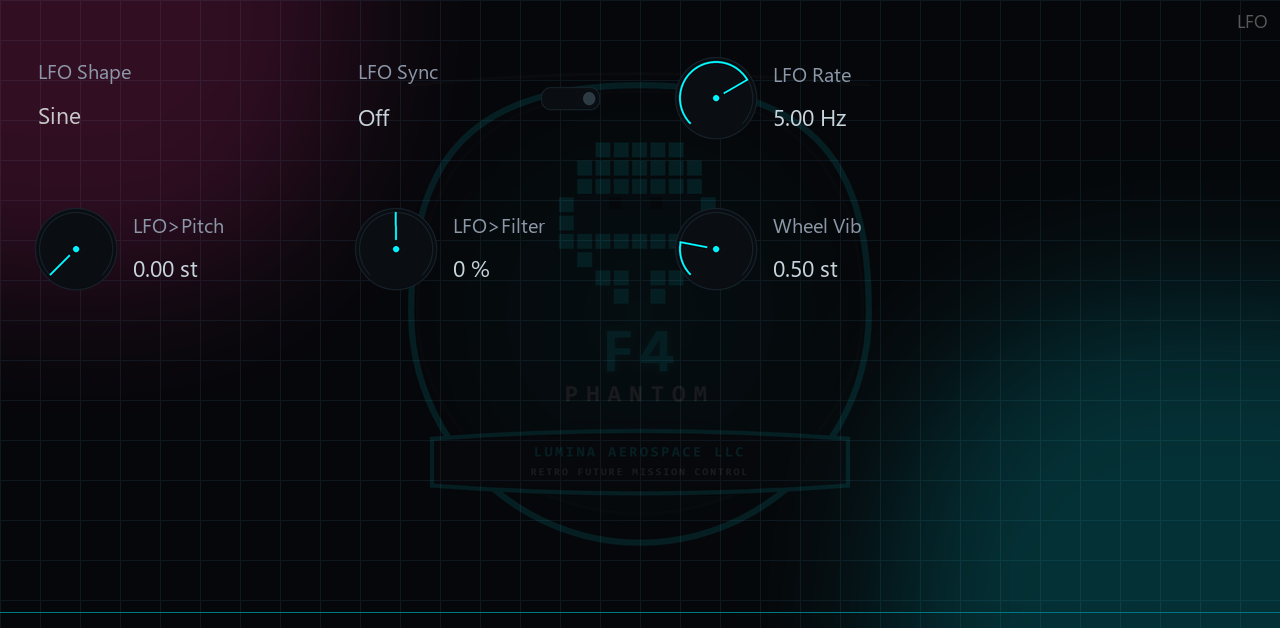 LFO
LFO Shape
Sine
LFO Sync
Off
LFO Rate
5.00 Hz
LFO>Pitch
0.00 st
LFO>Filter
0 %
Wheel Vib
0.50 st
F4
PHANTOM
LUMINA AEROSPACE LLC
RETRO FUTURE MISSION CONTROL